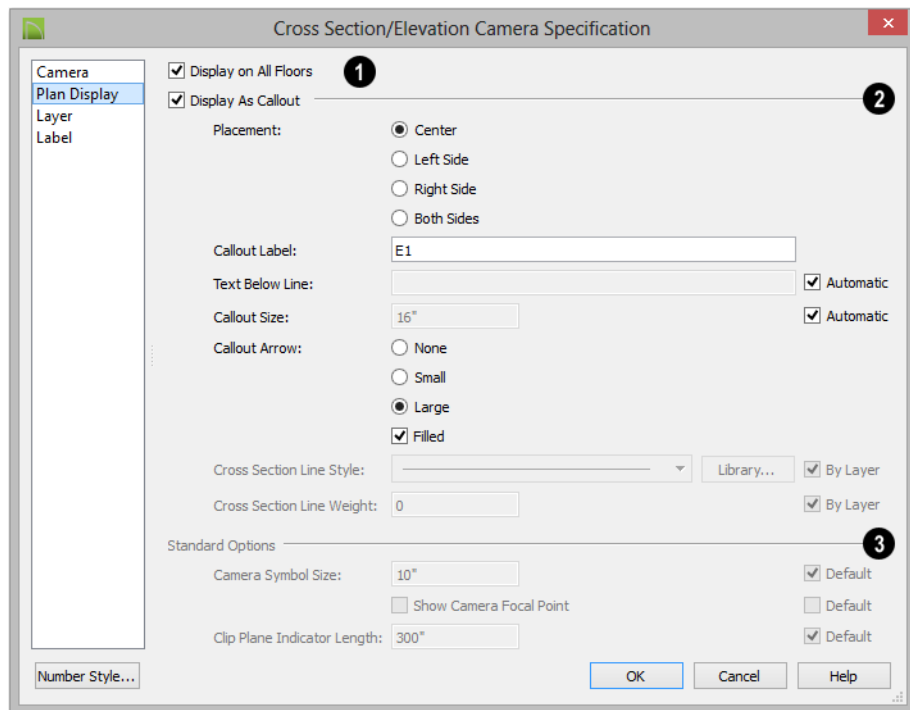 Cross Section/Elevation Camera Specification
Camera
Plan Display
Layer
Label
Display on All Floors 1
Display As Callout 2
Placement: Center
Left Side
Right Side
Both Sides
Callout Label: E1
Text Below Line: Automatic
Callout Size: 16" Automatic
Callout Arrow: None
Small
Large
Filled
Cross Section Line Style: Library... By Layer
Cross Section Line Weight: 0 By Layer
Standard Options 3
Camera Symbol Size: 10" Default
Show Camera Focal Point Default
Clip Plane Indicator Length: 300" Default
Number Style... OK Cancel Help